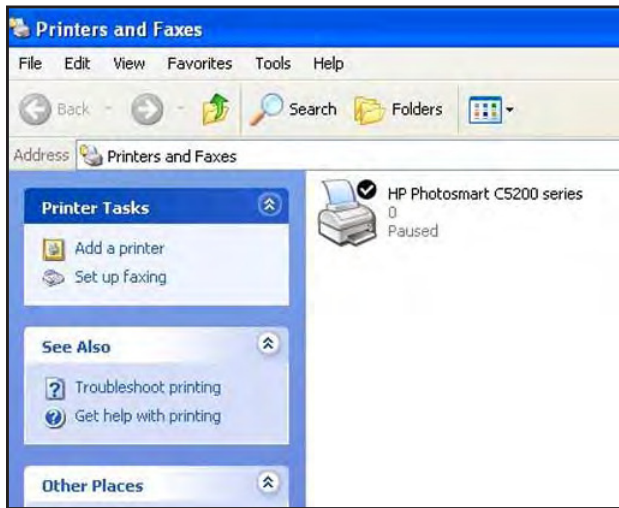 Printers and Faxes
File Edit View Favorites Tools Help
Back Search Folders
Address Printers and Faxes
Printer Tasks
Add a printer
Set up faxing
See Also
Troubleshoot printing
Get help with printing
Other Places
HP Photosmart C5200 series
0
Paused